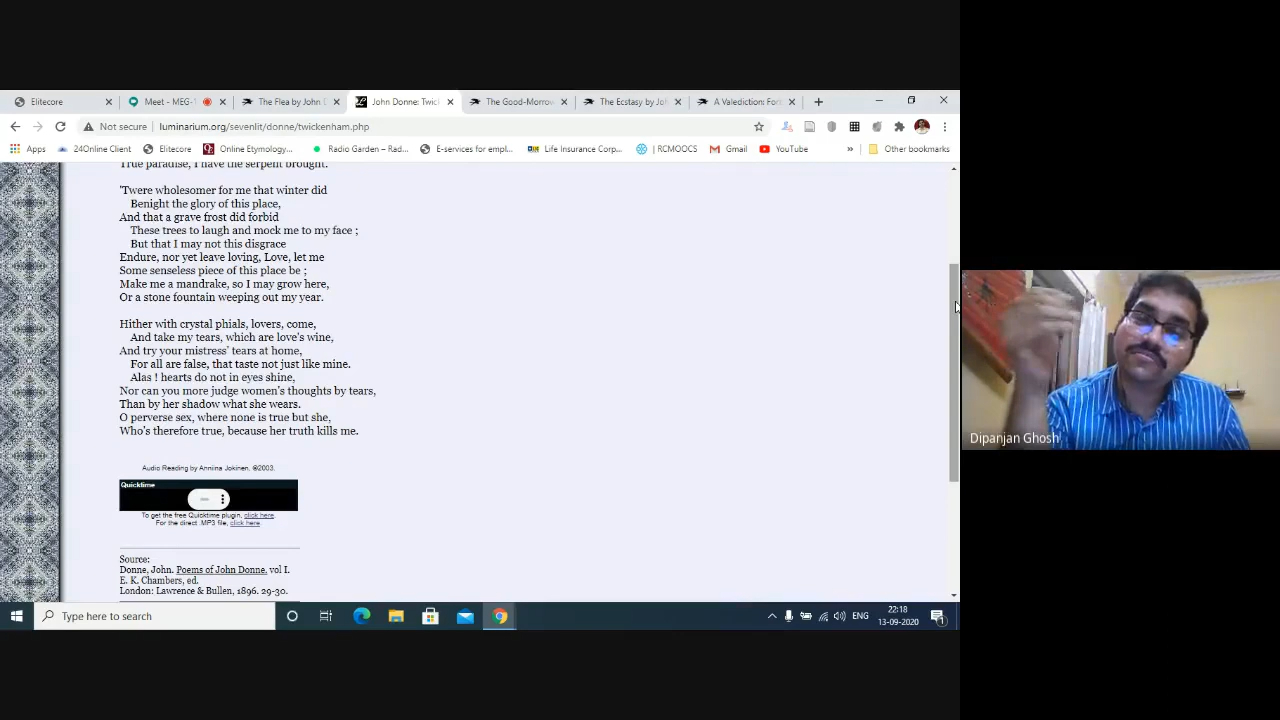 Elitecore
Meet - MEG-
The Flea by John
John Donne: Twic
The Good-Morrow
The Ecstasy by Joh
A Valediction: For
Not secure
luminarium.org/sevenlit/donne/twickenham.php
Apps
24Online Client
Elitecore
Online Etymology...
Radio Garden – Rad...
E-services for empl...
Life Insurance Corp...
| RCMOOCS
Gmail
YouTube
»
Other bookmarks
True paradise, I have the serpent brought.
'Twere wholesomer for me that winter did
Benight the glory of this place,
And that a grave frost did forbid
These trees to laugh and mock me to my face ;
But that I may not this disgrace
Endure, nor yet leave loving, Love, let me
Some senseless piece of this place be ;
Make me a mandrake, so I may grow here,
Or a stone fountain weeping out my year.
Hither with crystal phials, lovers, come,
And take my tears, which are love's wine,
And try your mistress' tears at home,
For all are false, that taste not just like mine.
Alas ! hearts do not in eyes shine,
Nor can you more judge women's thoughts by tears,
Than by her shadow what she wears.
O perverse sex, where none is true but she,
Who's therefore true, because her truth kills me.
Audio Reading by Anniina Jokinen, ©2003.
Quicktime
To get the free Quicktime plugin, click here.
For the direct .MP3 file, click here.
Source:
Donne, John. Poems of John Donne. vol I.
E. K. Chambers, ed.
London: Lawrence & Bullen, 1896. 29-30.
Dipanjan Ghosh
Type here to search
ENG
22:18
13-09-2020
1